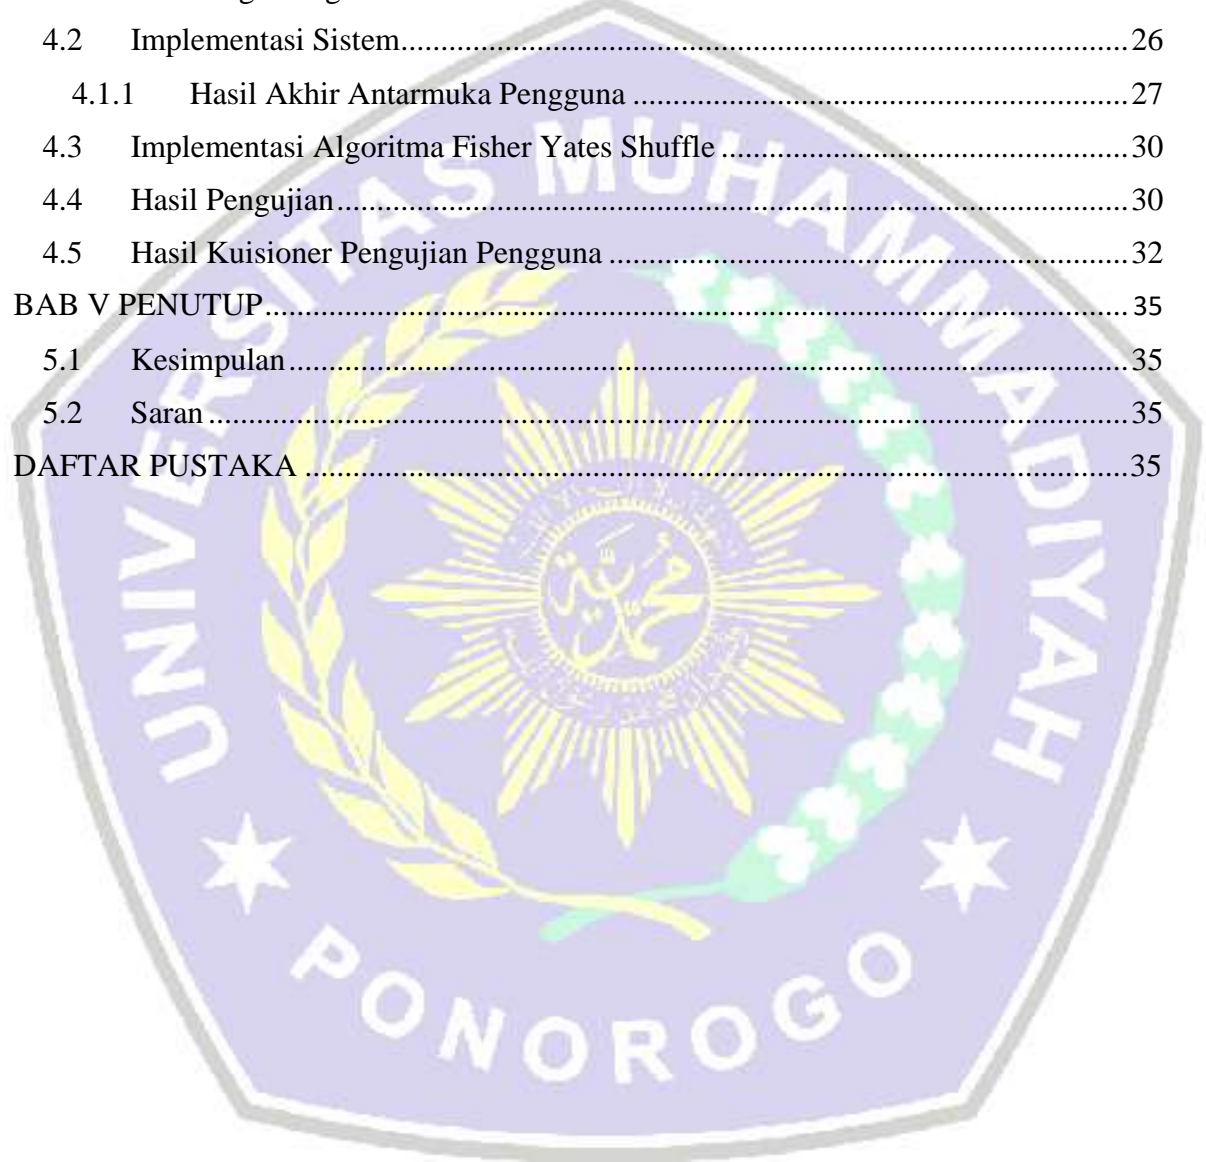 4.2 Implementasi Sistem 26
4.1.1 Hasil Akhir Antarmuka Pengguna 27
4.3 Implementasi Algoritma Fisher Yates Shuffle 30
4.4 Hasil Pengujian 30
4.5 Hasil Kuisioner Pengujian Pengguna 32
BAB V PENUTUP 35
5.1 Kesimpulan 35
5.2 Saran 35
DAFTAR PUSTAKA 35
UNIVERSITAS MUHAMMADIYAH
محمدية
PONOROGO